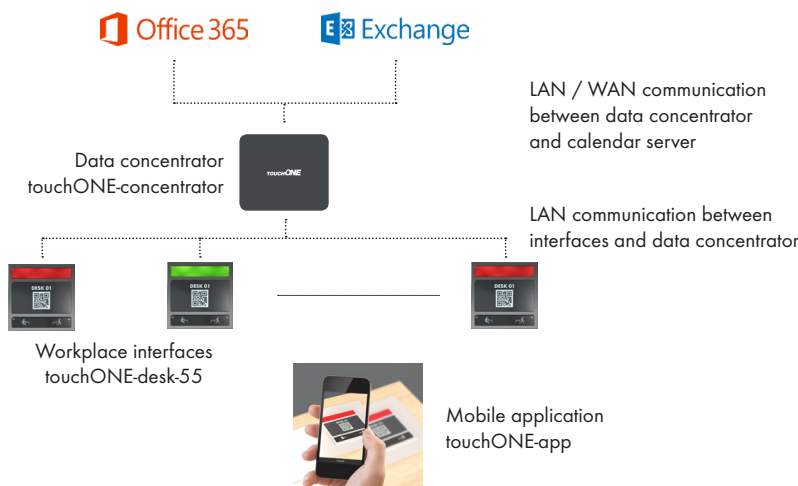 Office 365
E Exchange
LAN / WAN communication
between data concentrator
and calendar server
Data concentrator
touchONE-concentrator
TOUCHONE
LAN communication between
interfaces and data concentrator
DESK 01
DESK 01
DESK 01
Workplace interfaces
touchONE-desk-55
Mobile application
touchONE-app